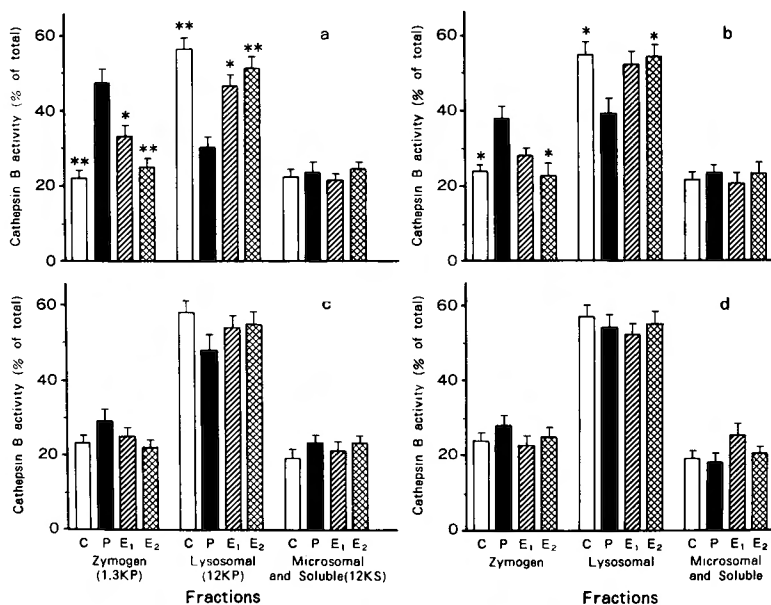 a
b
Cathepsin B activity (% of total)
60
40
20
0
** ** * ** ** * **
Cathepsin B activity (% of total)
60
40
20
0
* * * *
c
d
Cathepsin B activity (% of total)
60
40
20
0
C P E1 E2 C P E1 E2 C P E1 E2
Zymogen (1.3KP)
Lysosomal (12KP)
Microsomal and Soluble(12KS)
Fractions
Cathepsin B activity (% of total)
60
40
20
0
C P E1 E2 C P E1 E2 C P E1 E2
Zymogen
Lysosomal
Microsomal and Soluble
Fractions